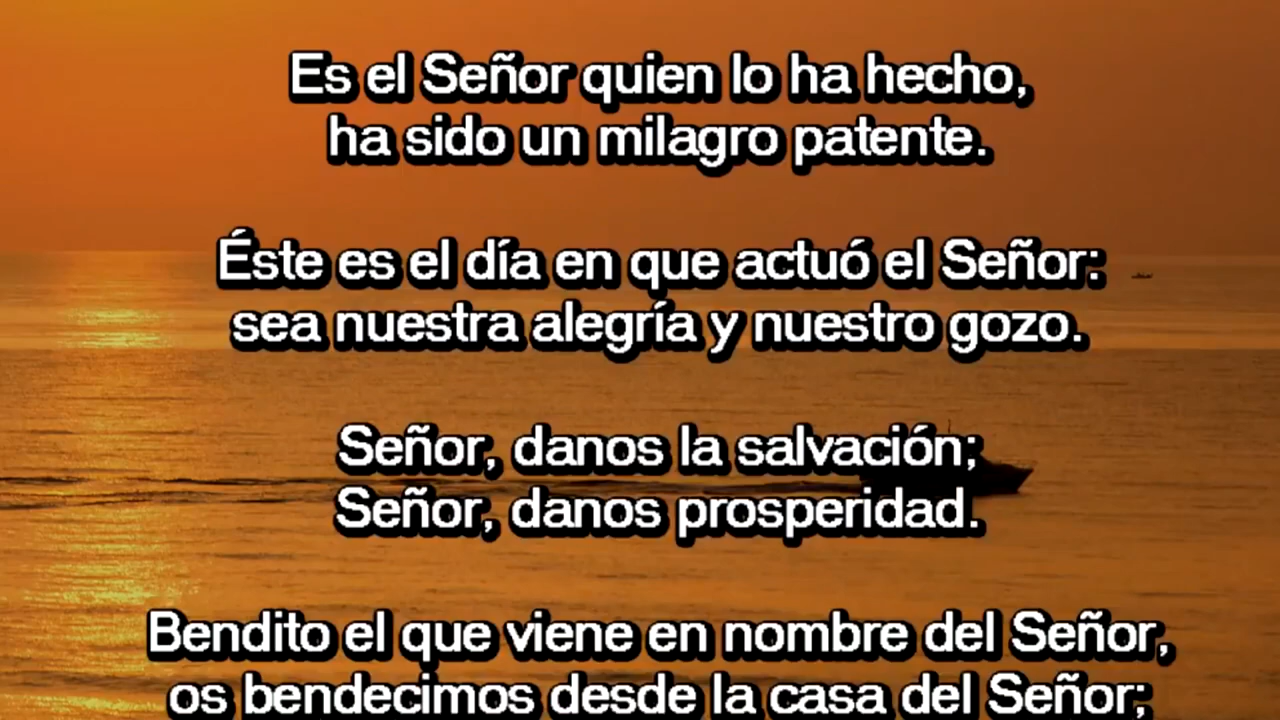 Es el Señor quien lo ha hecho,
ha sido un milagro patente.
Éste es el día en que actuó el Señor:
sea nuestra alegría y nuestro gozo.
Señor, danos la salvación;
Señor, danos prosperidad.
Bendito el que viene en nombre del Señor,
os bendecimos desde la casa del Señor;